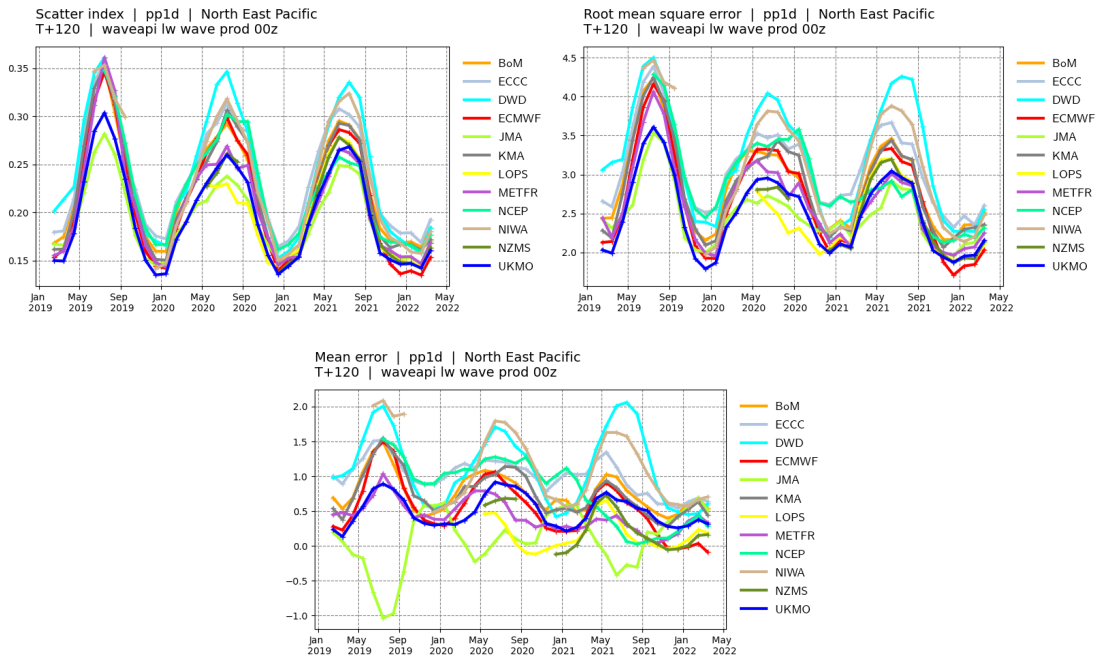 Scatter index | pp1d | North East Pacific
T+120 | waveapi lw wave prod 00z
0.35
0.30
0.25
0.20
0.15
Jan 2019
May 2019
Sep 2019
Jan 2020
May 2020
Sep 2020
Jan 2021
May 2021
Sep 2021
Jan 2022
May 2022
BoM
ECCC
DWD
ECMWF
JMA
KMA
LOPS
METFR
NCEP
NIWA
NZMS
UKMO
Root mean square error | pp1d | North East Pacific
T+120 | waveapi lw wave prod 00z
4.5
4.0
3.5
3.0
2.5
2.0
Jan 2019
May 2019
Sep 2019
Jan 2020
May 2020
Sep 2020
Jan 2021
May 2021
Sep 2021
Jan 2022
May 2022
BoM
ECCC
DWD
ECMWF
JMA
KMA
LOPS
METFR
NCEP
NIWA
NZMS
UKMO
Mean error | pp1d | North East Pacific
T+120 | waveapi lw wave prod 00z
2.0
1.5
1.0
0.5
0.0
−0.5
−1.0
Jan 2019
May 2019
Sep 2019
Jan 2020
May 2020
Sep 2020
Jan 2021
May 2021
Sep 2021
Jan 2022
May 2022
BoM
ECCC
DWD
ECMWF
JMA
KMA
LOPS
METFR
NCEP
NIWA
NZMS
UKMO